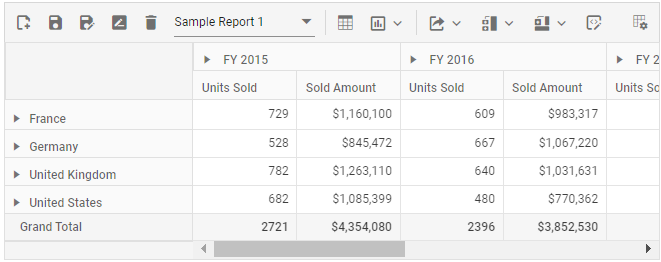 Sample Report 1
FY 2015 FY 2016 FY 2
Units Sold Sold Amount Units Sold Sold Amount Units So
France 729 $1,160,100 609 $983,317
Germany 528 $845,472 667 $1,067,220
United Kingdom 782 $1,263,110 640 $1,031,631
United States 682 $1,085,399 480 $770,362
Grand Total 2721 $4,354,080 2396 $3,852,530